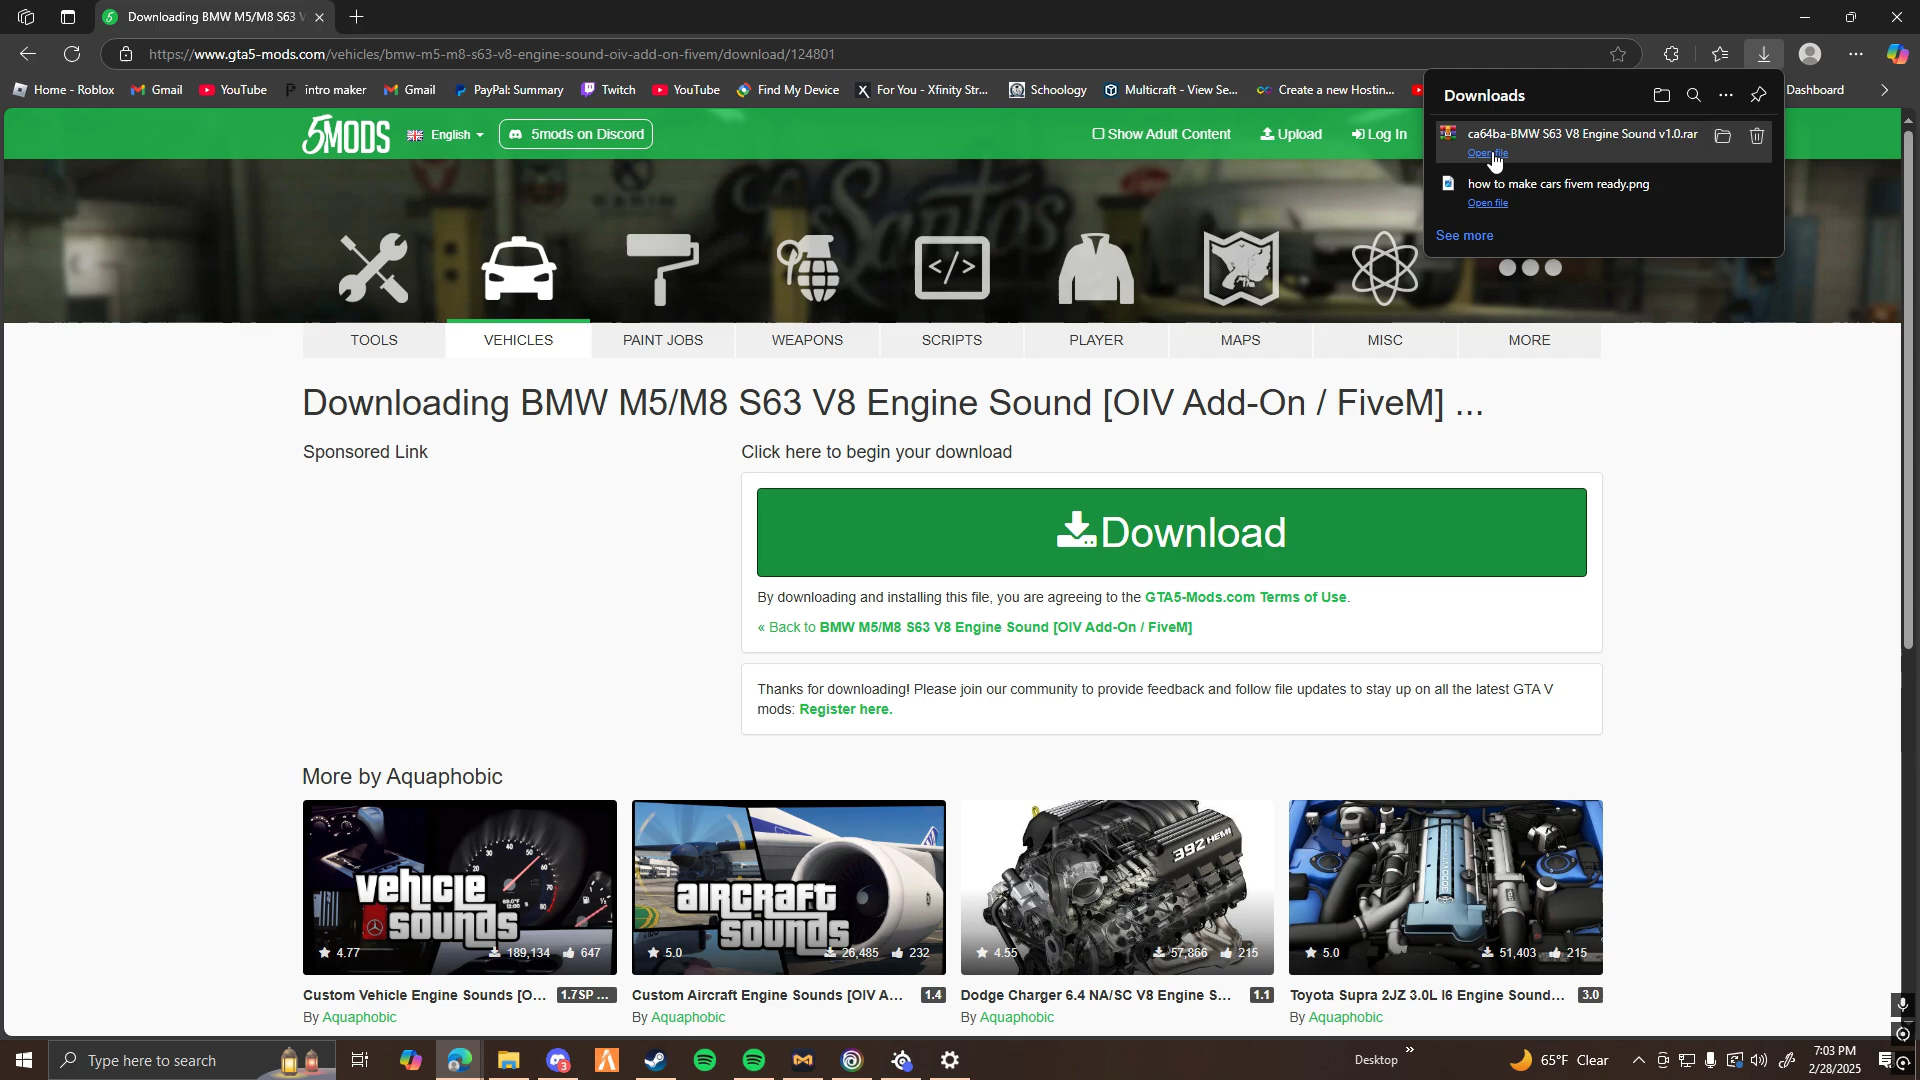 Downloading BMW M5/M8 S63 V
https://www.gta5-mods.com/vehicles/bmw-m5-m8-s63-v8-engine-sound-oiv-add-on-fivem/download/124801
Home - Roblox
Gmail
YouTube
intro maker
Gmail
PayPal: Summary
Twitch
YouTube
Find My Device
For You - Xfinity Str...
Schoology
Multicraft - View Se...
Create a new Hostin...
Dashboard
Downloads
ca64ba-BMW S63 V8 Engine Sound v1.0.rar
Open file
how to make cars fivem ready.png
Open file
See more
5MODS
English
5mods on Discord
Show Adult Content
Upload
Log In
TOOLS
VEHICLES
PAINT JOBS
WEAPONS
SCRIPTS
PLAYER
MAPS
MISC
MORE
Downloading BMW M5/M8 S63 V8 Engine Sound [OIV Add-On / FiveM] ...
Sponsored Link
Click here to begin your download
Download
By downloading and installing this file, you are agreeing to the GTA5-Mods.com Terms of Use.
« Back to BMW M5/M8 S63 V8 Engine Sound [OIV Add-On / FiveM]
Thanks for downloading! Please join our community to provide feedback and follow file updates to stay up on all the latest GTA V
mods: Register here.
More by Aquaphobic
vehicle
sounds
4.77
189,134
647
aircraft
sounds
5.0
26,485
232
392 HEMI
4.55
57,866
215
5.0
51,403
215
Custom Vehicle Engine Sounds [O... 1.7SP ...
By Aquaphobic
Custom Aircraft Engine Sounds [OIV A... 1.4
By Aquaphobic
Dodge Charger 6.4 NA/SC V8 Engine S... 1.1
By Aquaphobic
Toyota Supra 2JZ 3.0L I6 Engine Sound... 3.0
By Aquaphobic
Type here to search
Desktop
65°F Clear
7:03 PM
2/28/2025